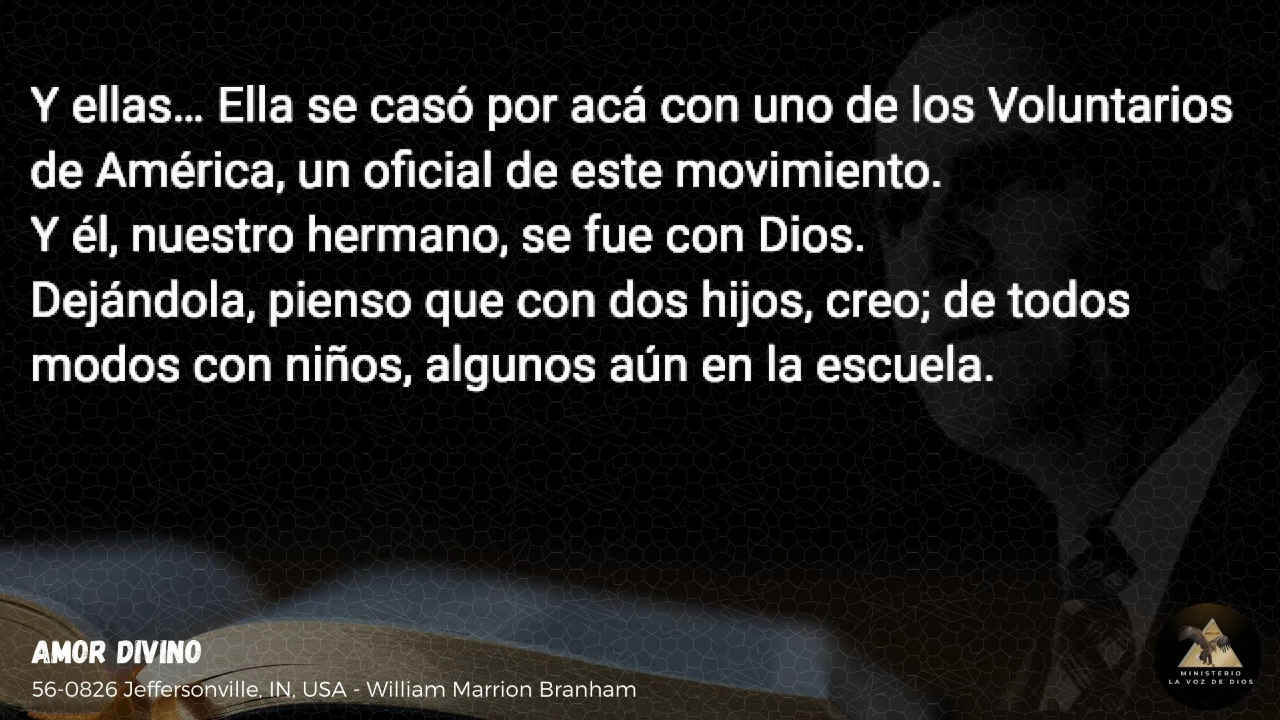 Y ellas... Ella se casó por acá con uno de los Voluntarios
de América, un oficial de este movimiento.
Y él, nuestro hermano, se fue con Dios.
Dejándola, pienso que con dos hijos, creo; de todos
modos con niños, algunos aún en la escuela.
AMOR DIVINO
56-0826 Jeffersonville, IN, USA - William Marrion Branham
MINISTERIO
LA VOZ DE DIOS